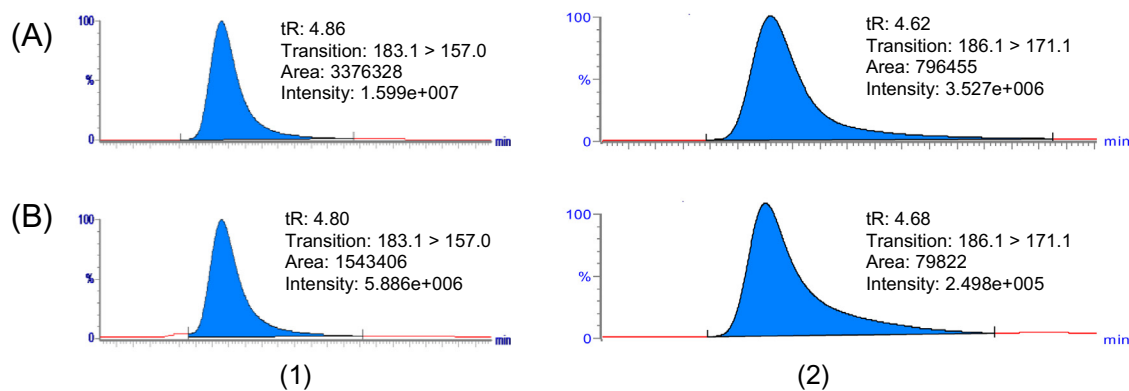 (A)
100
%
0
min
tR: 4.86
Transition: 183.1 > 157.0
Area: 3376328
Intensity: 1.599e+007
100
%
0
min
tR: 4.62
Transition: 186.1 > 171.1
Area: 796455
Intensity: 3.527e+006
(B)
100
%
0
min
tR: 4.80
Transition: 183.1 > 157.0
Area: 1543406
Intensity: 5.886e+006
100
%
0
min
tR: 4.68
Transition: 186.1 > 171.1
Area: 79822
Intensity: 2.498e+005
(1)
(2)